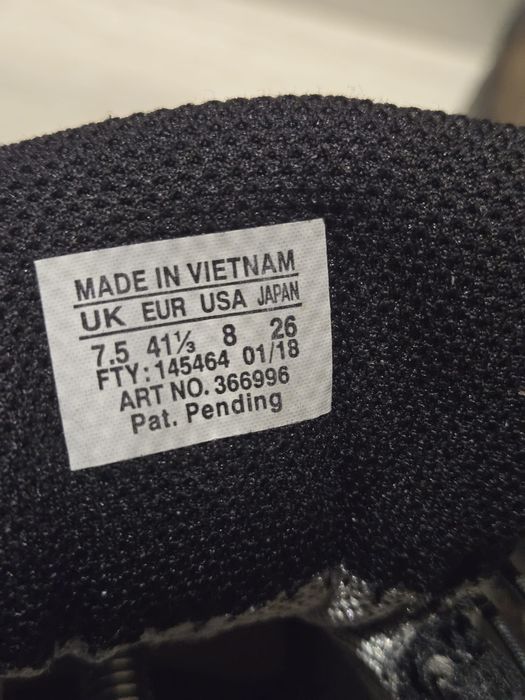 MADE IN VIETNAM
UK EUR USA JAPAN
7.5 41⅓ 8 26
FTY: 145464 01/18
ART NO. 366996
Pat. Pending